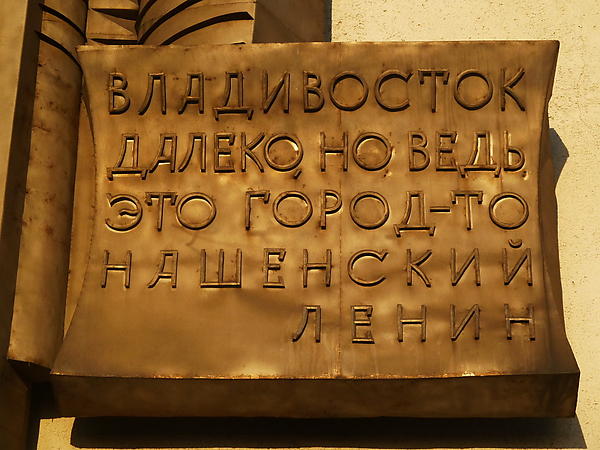 ВЛАДИВОСТОК
ДАЛЕКО, НО ВЕДЬ
ЭТО ГОРОД-ТО
НАШЕНСКИЙ
ЛЕНИН